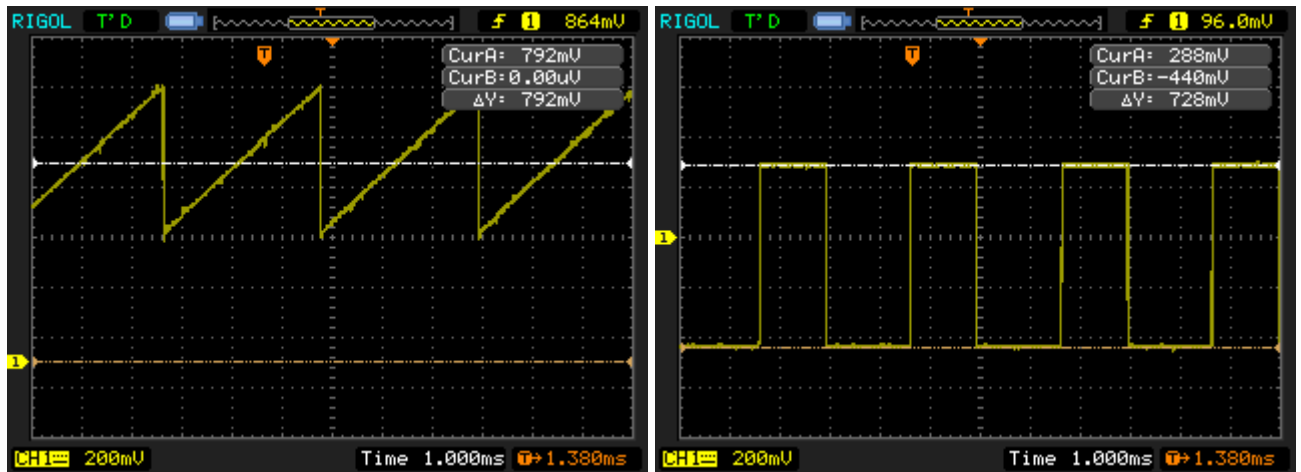 RIGOL T'D T 1 864mV
T
CurA: 792mV
CurB:0.00uV
ΔY: 792mV
1
CH1 200mV Time 1.000ms T→1.380ms
RIGOL T'D T 1 96.0mV
T
CurA: 288mV
CurB:-440mV
ΔY: 728mV
1
CH1 200mV Time 1.000ms T→1.380ms